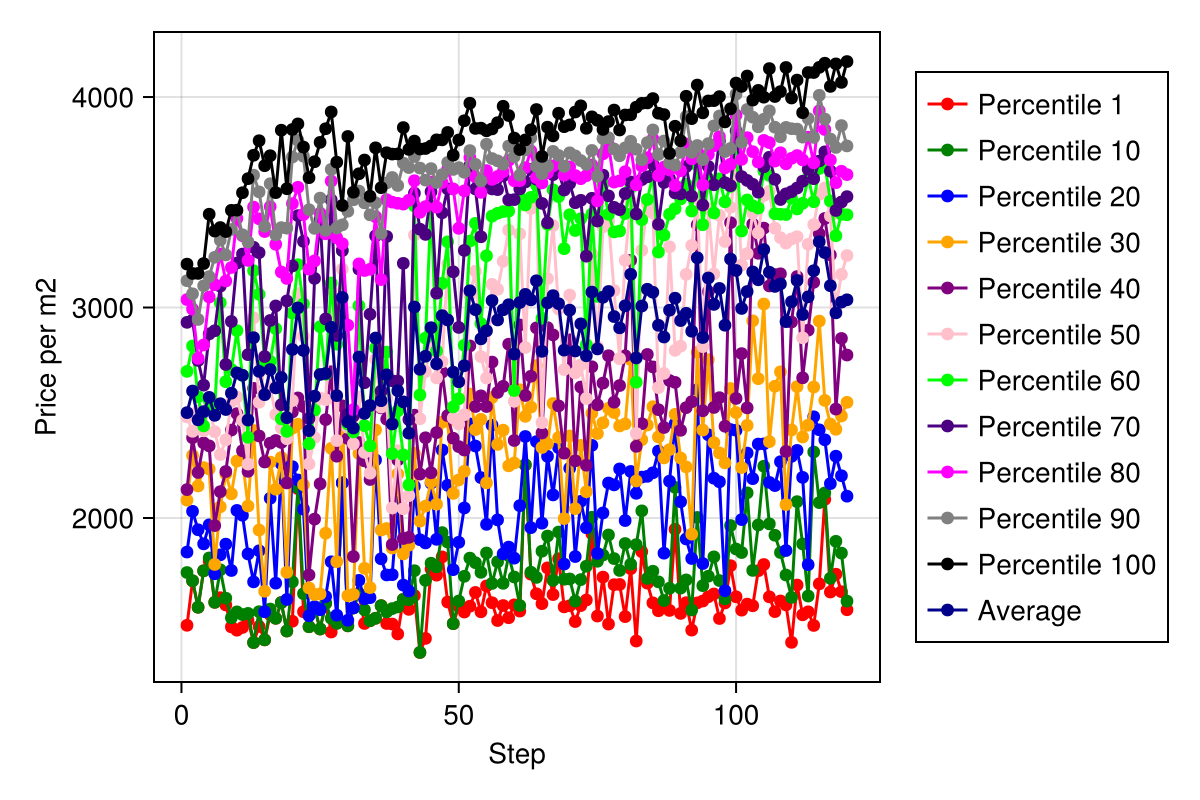 4000
3000
2000
Price per m2
0
50
100
Step
Percentile 1
Percentile 10
Percentile 20
Percentile 30
Percentile 40
Percentile 50
Percentile 60
Percentile 70
Percentile 80
Percentile 90
Percentile 100
Average